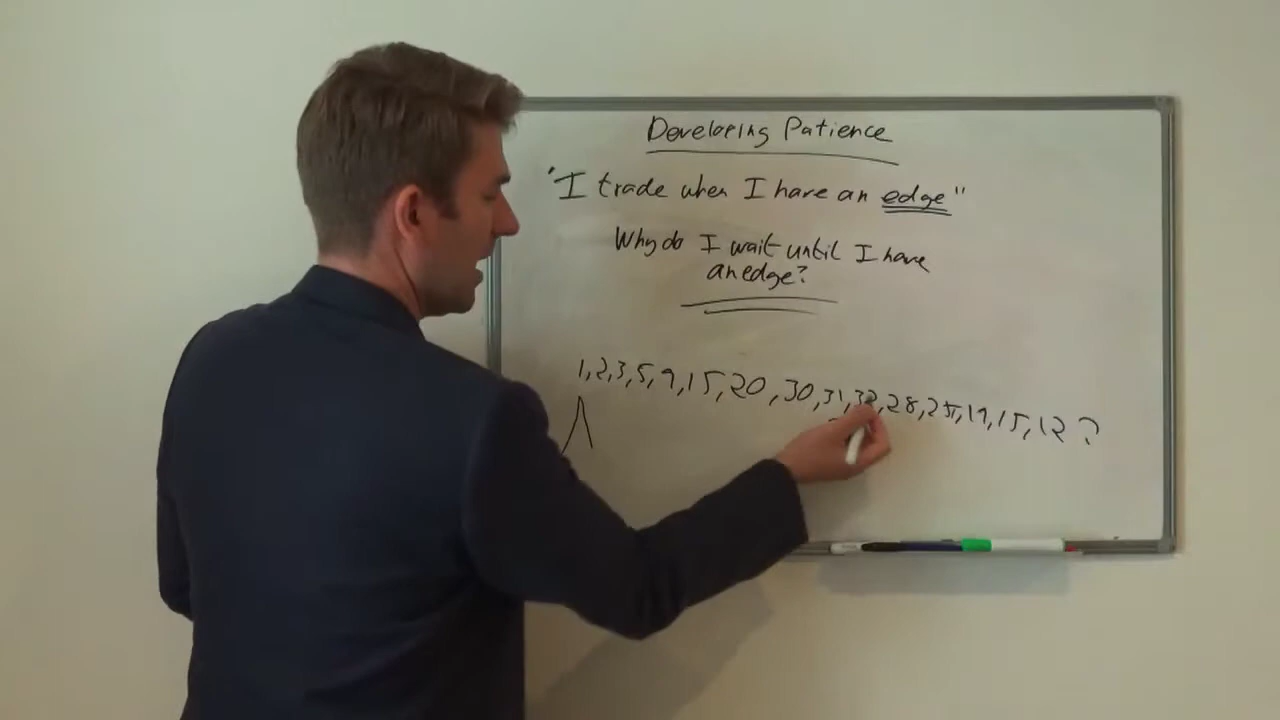 Developing Patience
"I trade when I have an edge"
Why do I wait until I have
an edge?
1,2,3,5,9,15,20,30,31,32,28,25,19,15,12?